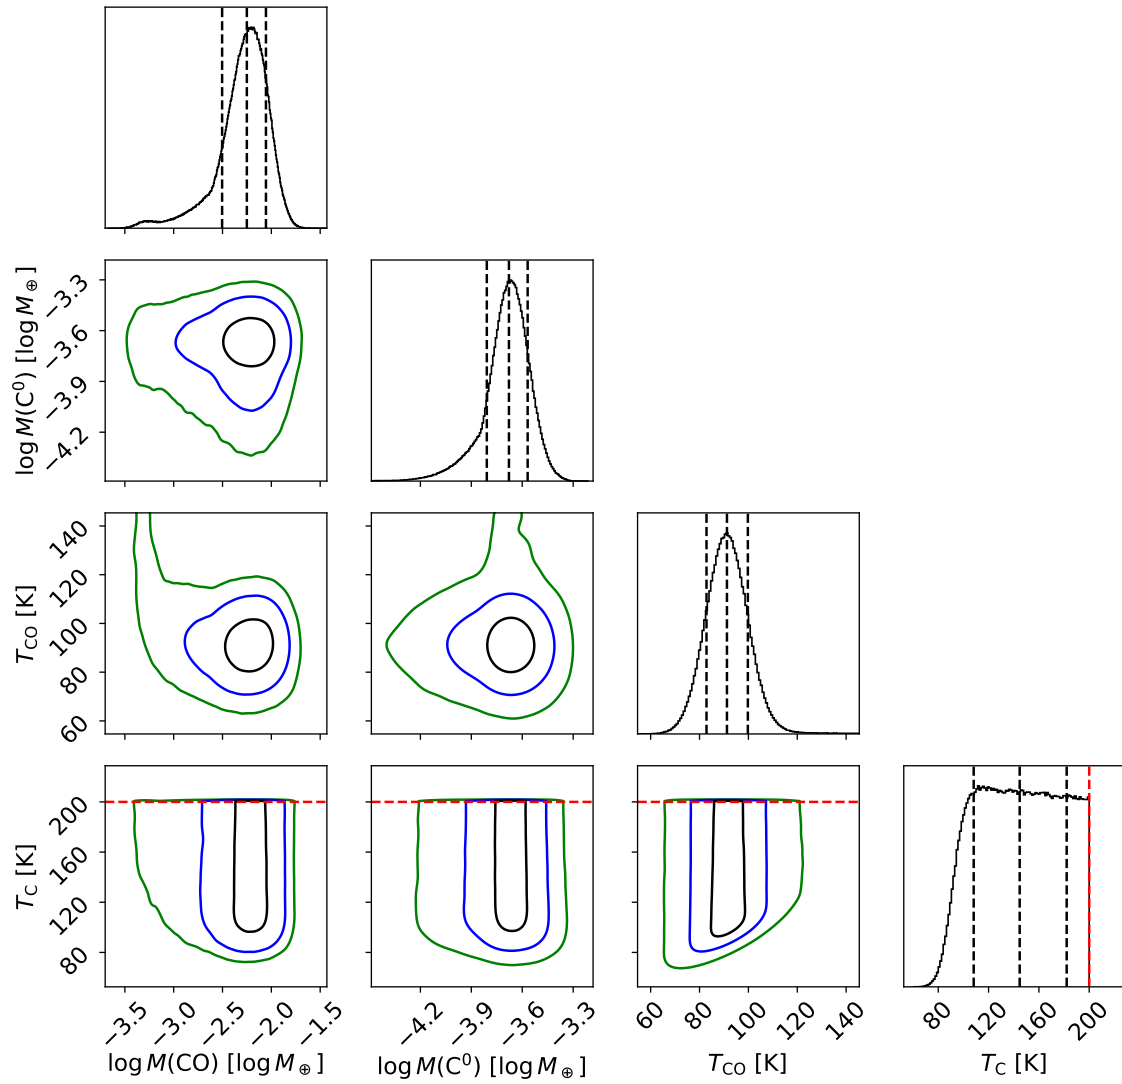 log M(C⁰) [log M⊕]
−3.3
−3.6
−3.9
−4.2
T_CO [K]
140
120
100
80
60
T_C [K]
200
160
120
80
−3.5 −3.0 −2.5 −2.0 −1.5
−4.2 −3.9 −3.6 −3.3
60 80 100 120 140
80 120 160 200
log M(CO) [log M⊕]
log M(C⁰) [log M⊕]
T_CO [K]
T_C [K]